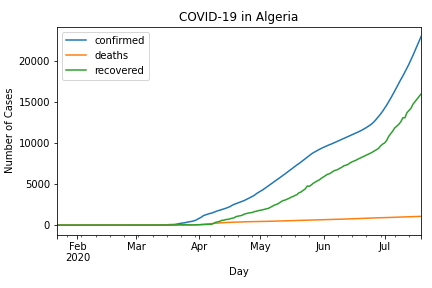 COVID-19 in Algeria
confirmed
deaths
recovered
20000
15000
10000
5000
0
Number of Cases
Feb Mar Apr May Jun Jul
2020
Day